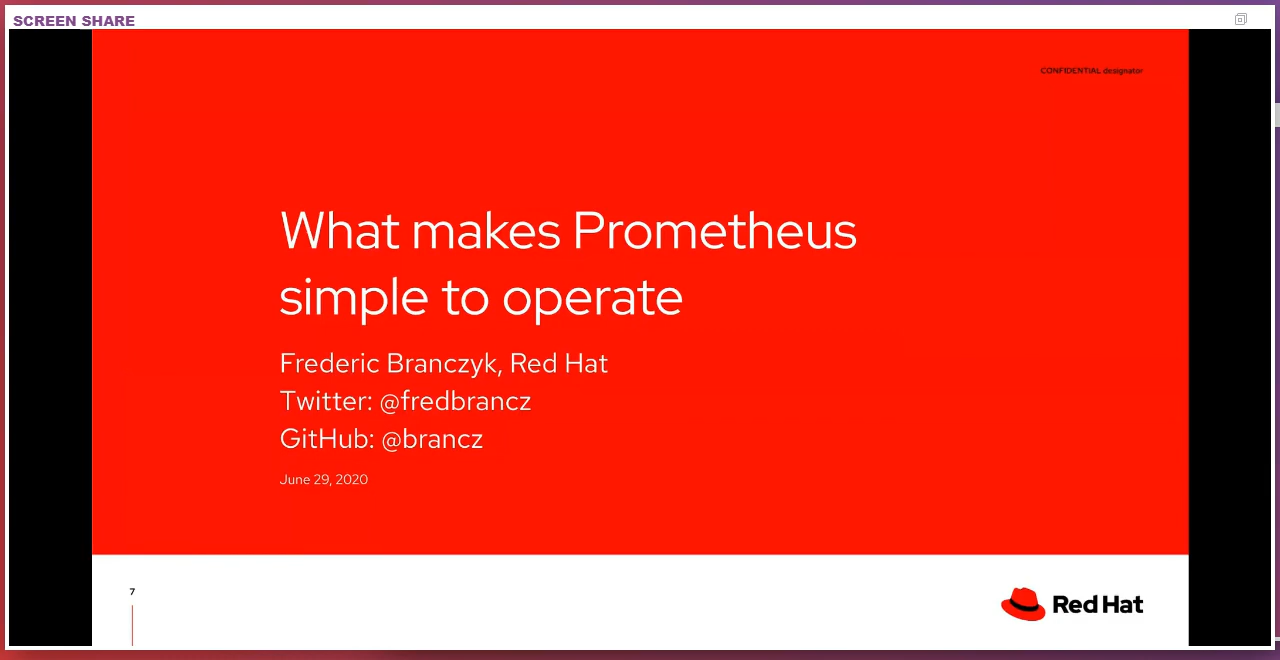 SCREEN SHARE
CONFIDENTIAL designator
What makes Prometheus
simple to operate
Frederic Branczyk, Red Hat
Twitter: @fredbrancz
GitHub: @brancz
June 29, 2020
7
Red Hat